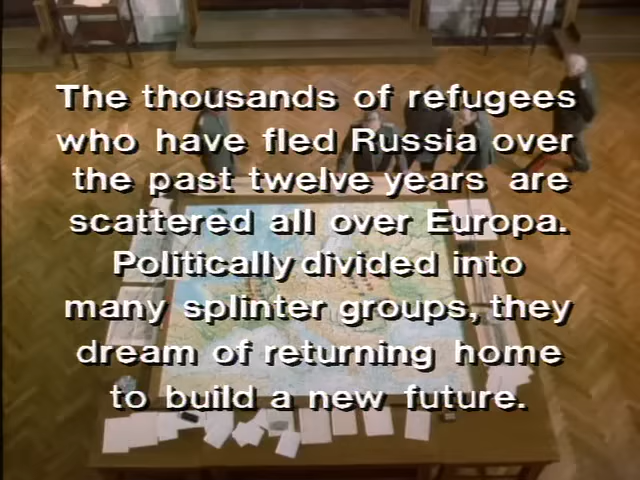 The thousands of refugees
who have fled Russia over
the past twelve years are
scattered all over Europa.
Politically divided into
many splinter groups, they
dream of returning home
to build a new future.